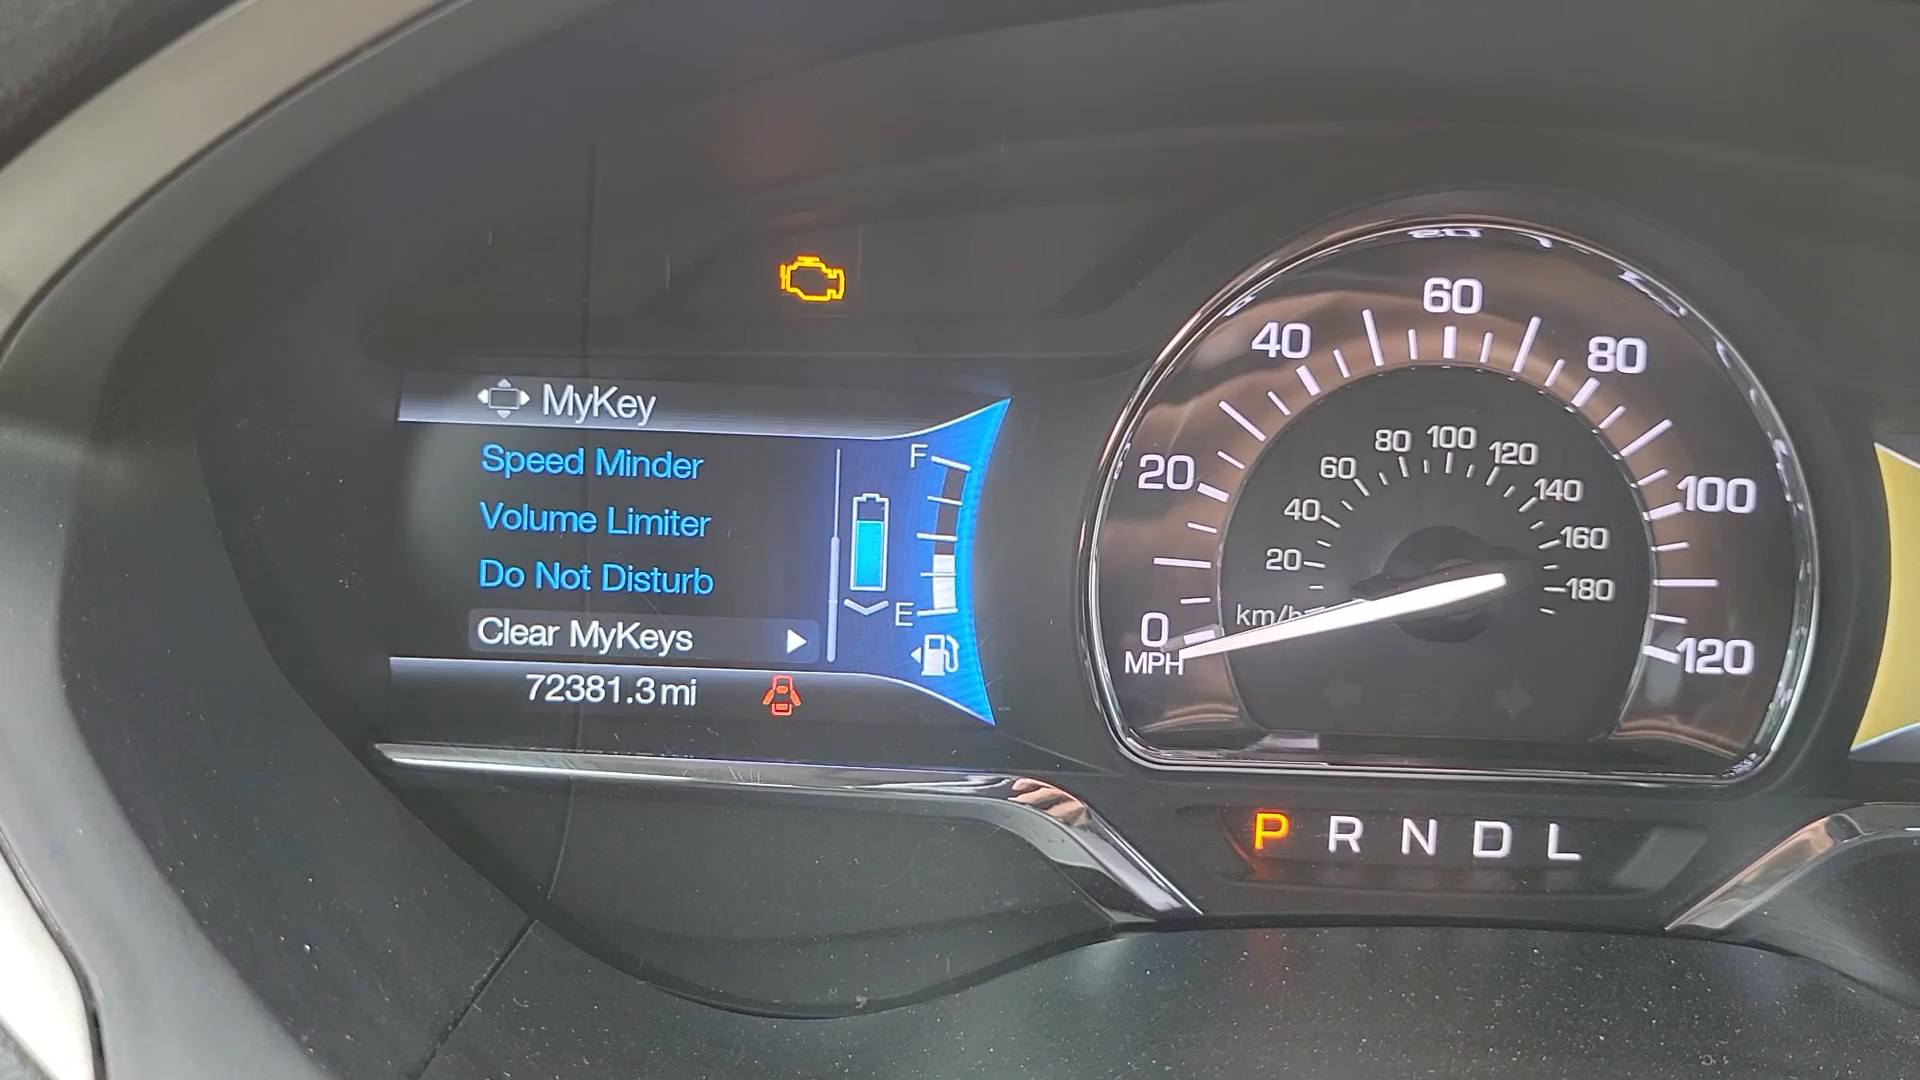 MyKey
Speed Minder
Volume Limiter
Do Not Disturb
Clear MyKeys
72381.3 mi
F
E
0
20
40
60
80
100
120
MPH
km/h
20
40
60
80
100
120
140
160
180
P R N D L